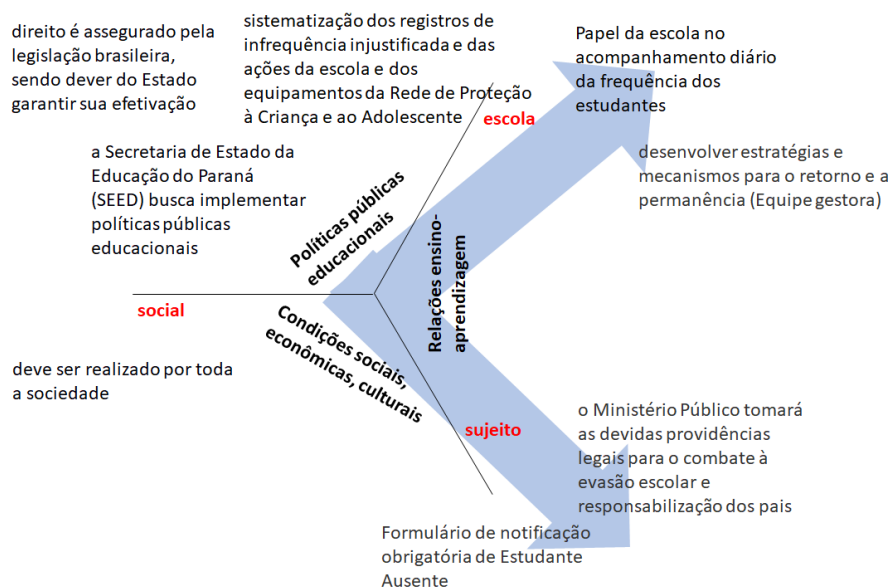 direito é assegurado pela
legislação brasileira,
sendo dever do Estado
garantir sua efetivação
sistematização dos registros de
infrequência injustificada e das
ações da escola e dos
equipamentos da Rede de Proteção
à Criança e ao Adolescente
escola
Papel da escola no
acompanhamento diário
da frequência dos
estudantes
a Secretaria de Estado da
Educação do Paraná
(SEED) busca implementar
políticas públicas
educacionais
Políticas públicas
educacionais
desenvolver estratégias e
mecanismos para o retorno e a
permanência (Equipe gestora)
Relações ensino-
aprendizagem
social
Condições sociais,
econômicas, culturais
deve ser realizado por toda
a sociedade
sujeito
o Ministério Público tomará
as devidas providências
legais para o combate à
evasão escolar e
responsabilização dos pais
Formulário de notificação
obrigatória de Estudante
Ausente